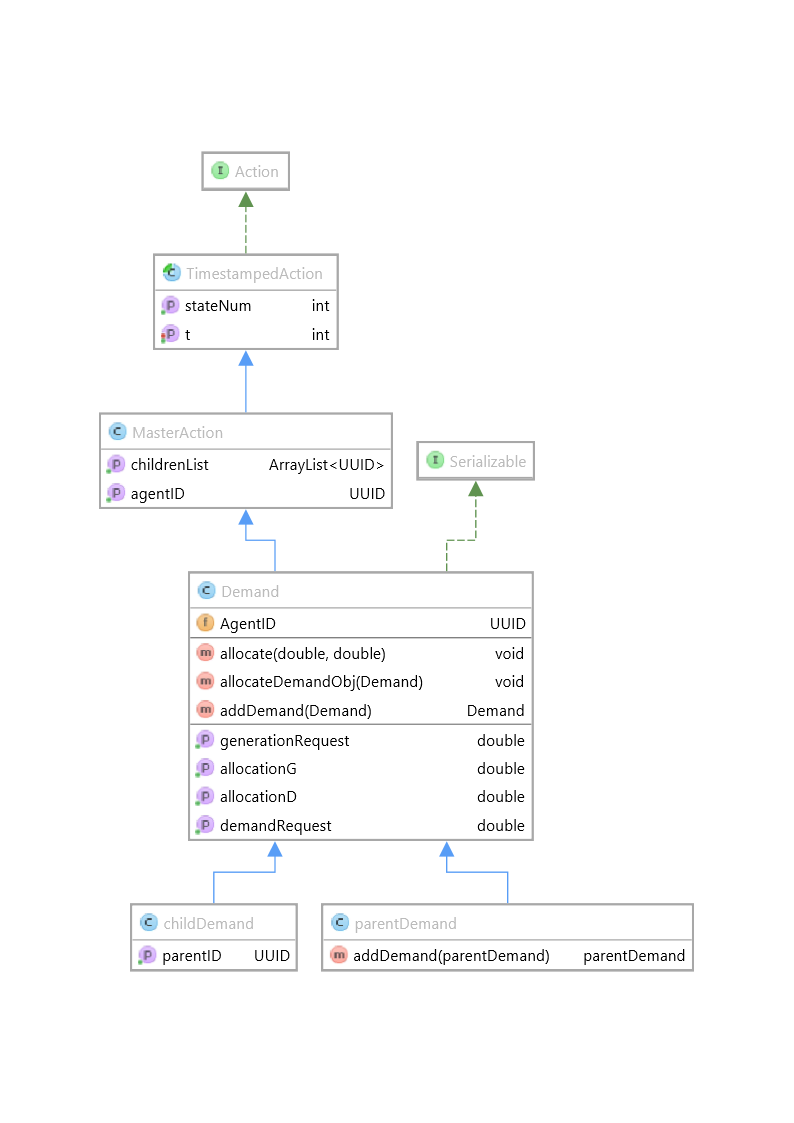 I Action
C TimestampedAction
P stateNum int
P t int
C MasterAction
P childrenList ArrayList<UUID>
P agentID UUID
I Serializable
C Demand
f AgentID UUID
m allocate(double, double) void
m allocateDemandObj(Demand) void
m addDemand(Demand) Demand
P generationRequest double
P allocationG double
P allocationD double
P demandRequest double
C childDemand
P parentID UUID
C parentDemand
m addDemand(parentDemand) parentDemand